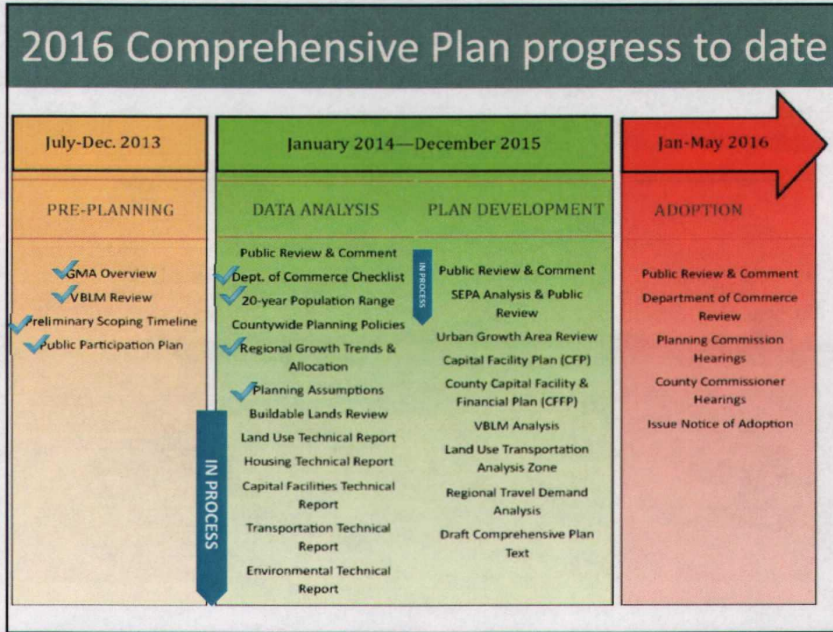 2016 Comprehensive Plan progress to date
July-Dec. 2013
PRE-PLANNING
GMA Overview
VBLM Review
Preliminary Scoping Timeline
Public Participation Plan
January 2014—December 2015
DATA ANALYSIS
Public Review & Comment
Dept. of Commerce Checklist
20-year Population Range
Countywide Planning Policies
Regional Growth Trends &
Allocation
Planning Assumptions
Buildable Lands Review
Land Use Technical Report
Housing Technical Report
Capital Facilities Technical
Report
Transportation Technical
Report
Environmental Technical
Report
IN PROCESS
PLAN DEVELOPMENT
IN PROCESS
Public Review & Comment
SEPA Analysis & Public
Review
Urban Growth Area Review
Capital Facility Plan (CFP)
County Capital Facility &
Financial Plan (CFFP)
VBLM Analysis
Land Use Transportation
Analysis Zone
Regional Travel Demand
Analysis
Draft Comprehensive Plan
Text
Jan-May 2016
ADOPTION
Public Review & Comment
Department of Commerce
Review
Planning Commission
Hearings
County Commissioner
Hearings
Issue Notice of Adoption